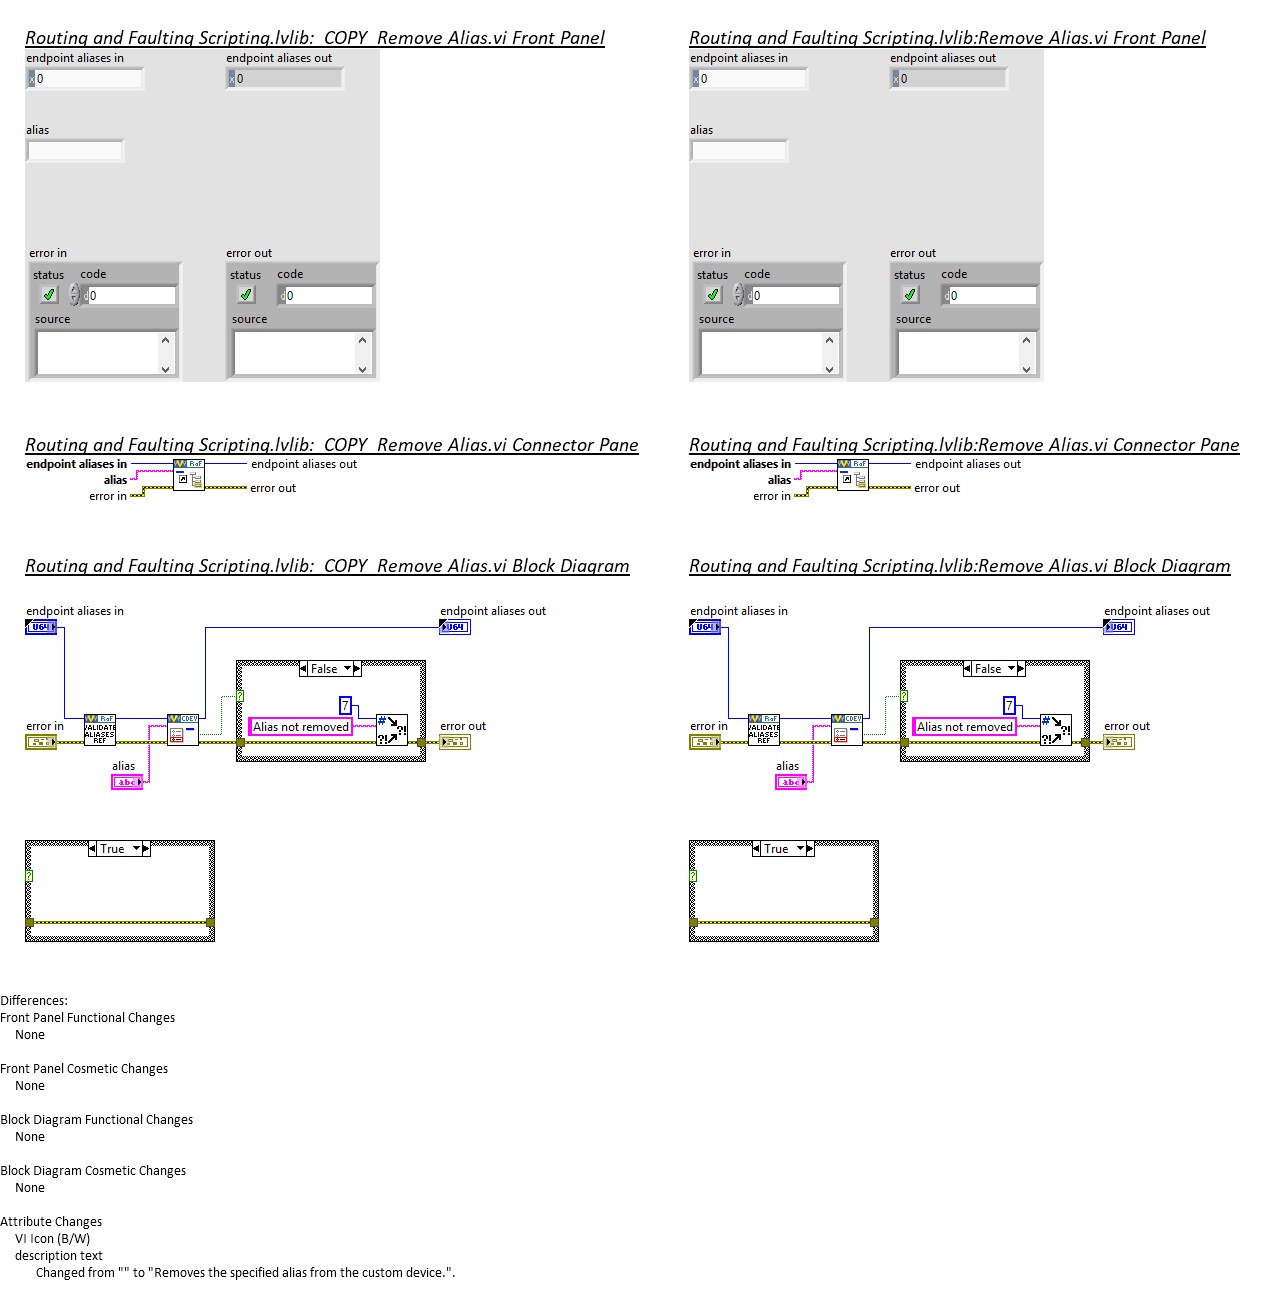 Routing and Faulting Scripting.lvlib:_COPY_Remove Alias.vi Front Panel
endpoint aliases in
endpoint aliases out
x 0
x 0
alias
error in
error out
status
code
status
code
d 0
d 0
source
source
Routing and Faulting Scripting.lvlib:Remove Alias.vi Front Panel
endpoint aliases in
endpoint aliases out
x 0
x 0
alias
error in
error out
status
code
status
code
d 0
d 0
source
source
Routing and Faulting Scripting.lvlib:_COPY_Remove Alias.vi Connector Pane
endpoint aliases in
RaF
endpoint aliases out
alias
error in
error out
Routing and Faulting Scripting.lvlib:Remove Alias.vi Connector Pane
endpoint aliases in
RaF
endpoint aliases out
alias
error in
error out
Routing and Faulting Scripting.lvlib:_COPY_Remove Alias.vi Block Diagram
endpoint aliases in
endpoint aliases out
U64
U64
False
?
7
error in
RaF
VALIDATE
ALIASES
REF
CDEV
Alias not removed
#
?!
?!
error out
alias
abc
True
?
Routing and Faulting Scripting.lvlib:Remove Alias.vi Block Diagram
endpoint aliases in
endpoint aliases out
U64
U64
False
?
7
error in
RaF
VALIDATE
ALIASES
REF
CDEV
Alias not removed
#
?!
?!
error out
alias
abc
True
?
Differences:
Front Panel Functional Changes
None
Front Panel Cosmetic Changes
None
Block Diagram Functional Changes
None
Block Diagram Cosmetic Changes
None
Attribute Changes
VI Icon (B/W)
description text
Changed from "" to "Removes the specified alias from the custom device.".